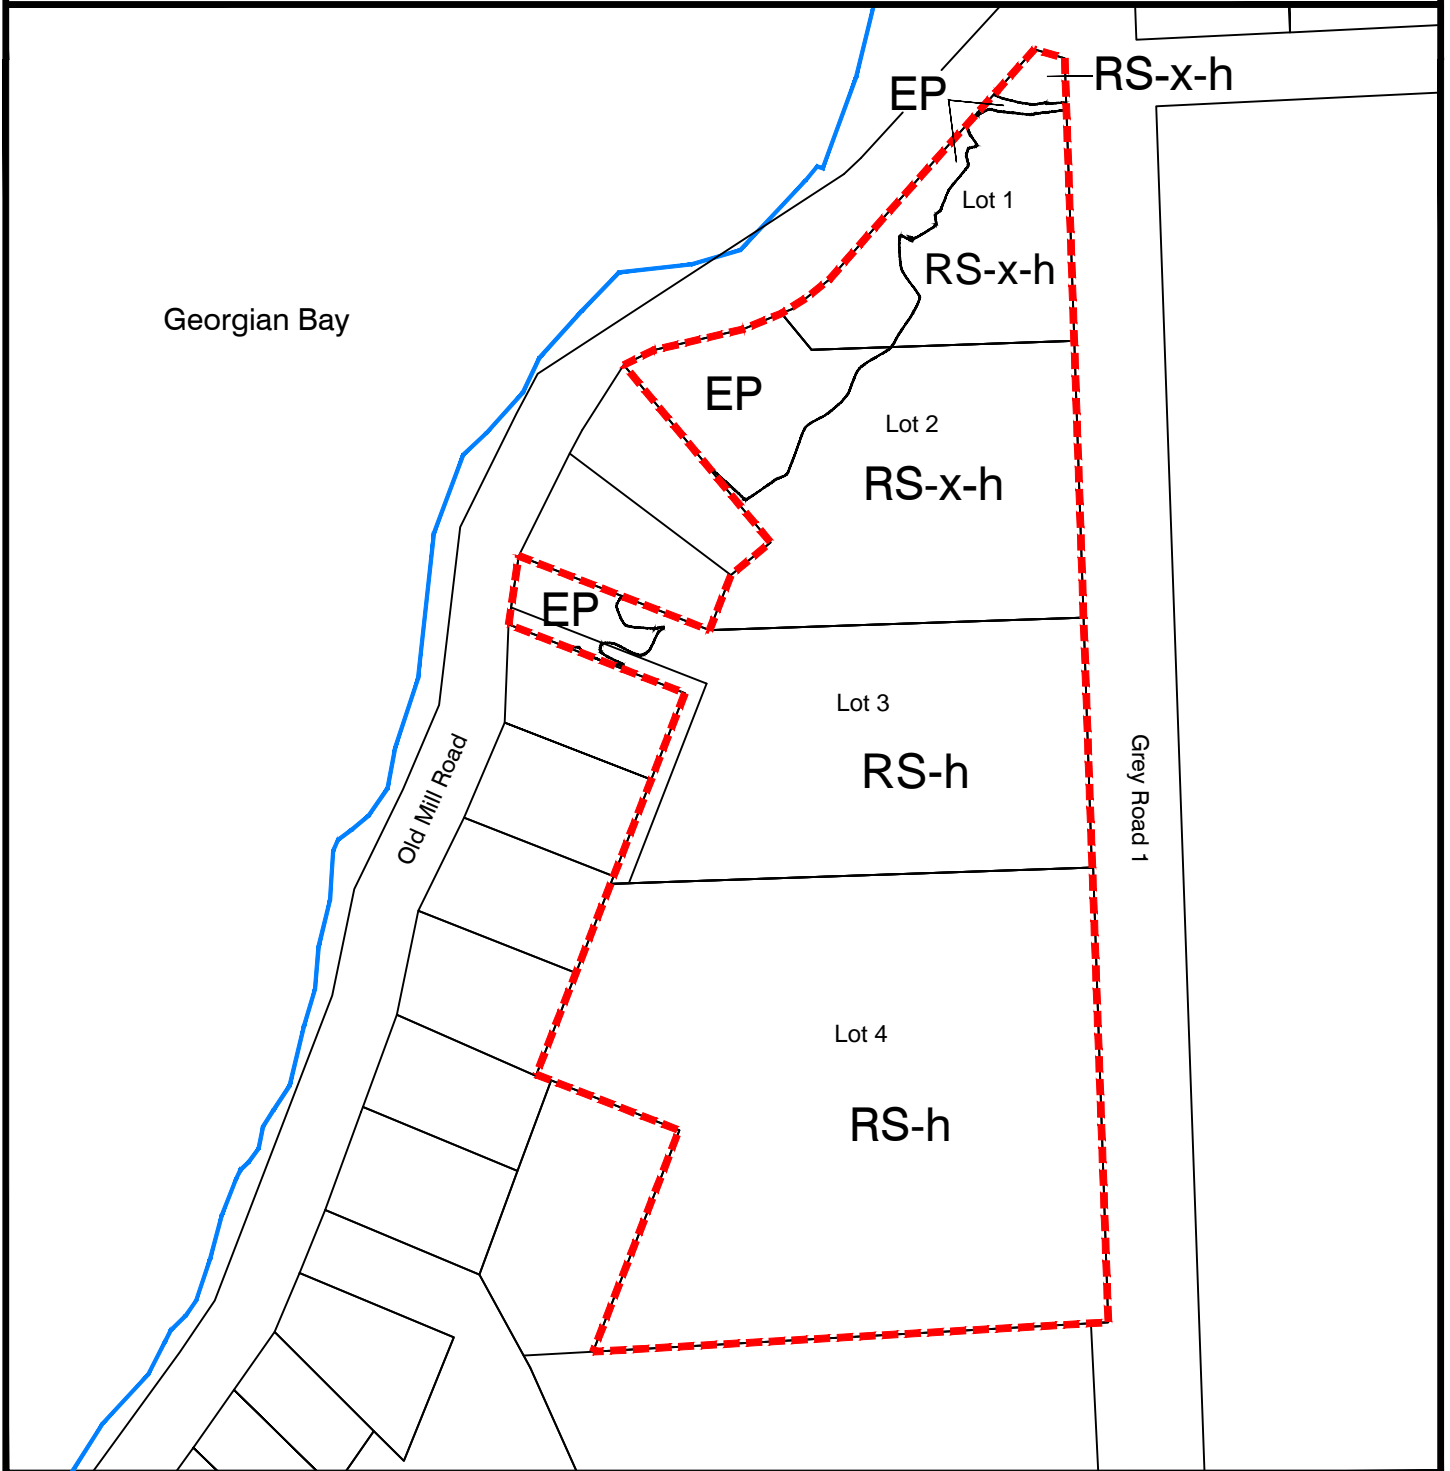 RS-x-h
EP
Lot 1
RS-x-h
Georgian Bay
EP
Lot 2
RS-x-h
EP
Lot 3
RS-h
Old Mill Road
Grey Road 1
Lot 4
RS-h